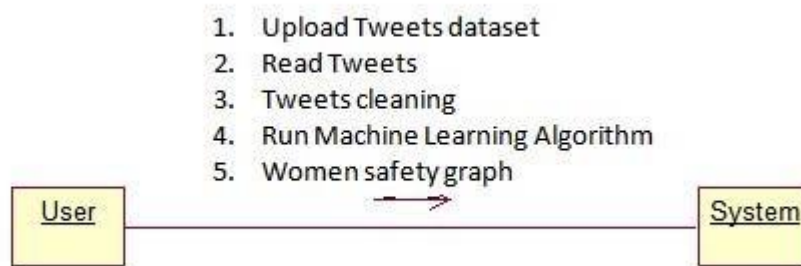 1. Upload Tweets dataset
2. Read Tweets
3. Tweets cleaning
4. Run Machine Learning Algorithm
5. Women safety graph
User
System